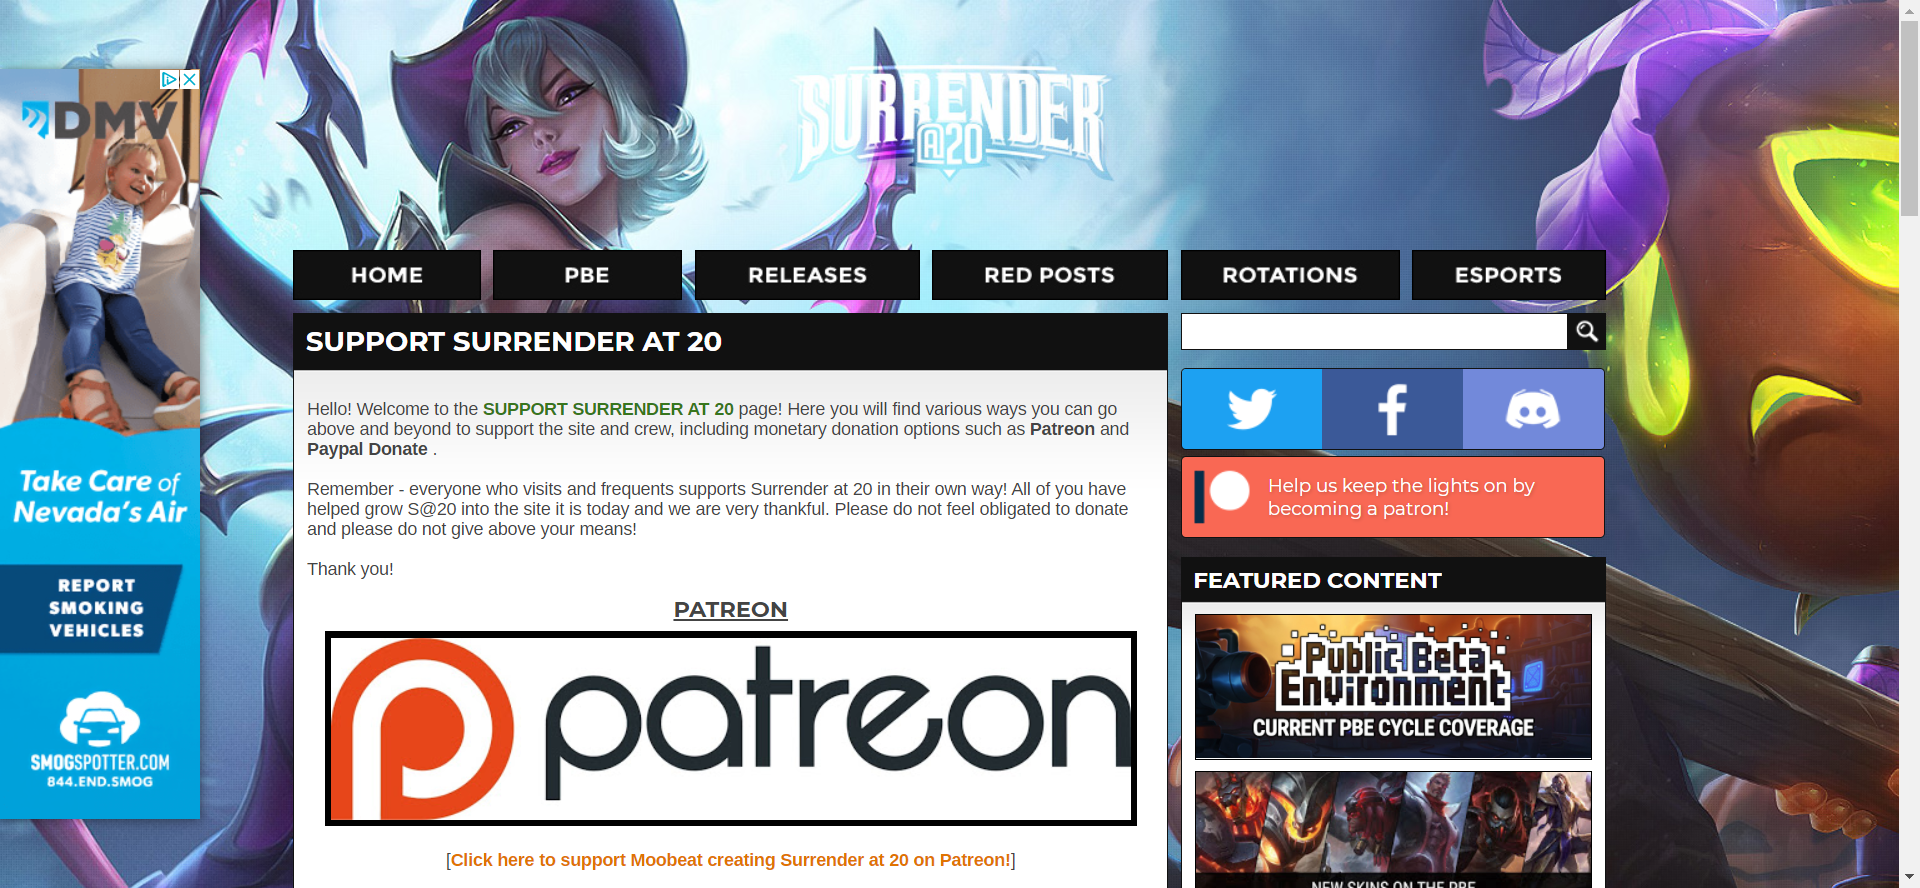 SURRENDER
@20
DMV
Take Care of
Nevada's Air
REPORT
SMOKING
VEHICLES
SMOGSPOTTER.COM
844.END.SMOG
HOME
PBE
RELEASES
RED POSTS
ROTATIONS
ESPORTS
SUPPORT SURRENDER AT 20
Hello! Welcome to the SUPPORT SURRENDER AT 20 page! Here you will find various ways you can go
above and beyond to support the site and crew, including monetary donation options such as Patreon and
Paypal Donate .
Remember - everyone who visits and frequents supports Surrender at 20 in their own way! All of you have
helped grow S@20 into the site it is today and we are very thankful. Please do not feel obligated to donate
and please do not give above your means!
Thank you!
PATREON
patreon
[Click here to support Moobeat creating Surrender at 20 on Patreon!]
Help us keep the lights on by
becoming a patron!
FEATURED CONTENT
Public Beta
Environment
CURRENT PBE CYCLE COVERAGE
NEW SKINS ON THE PBE